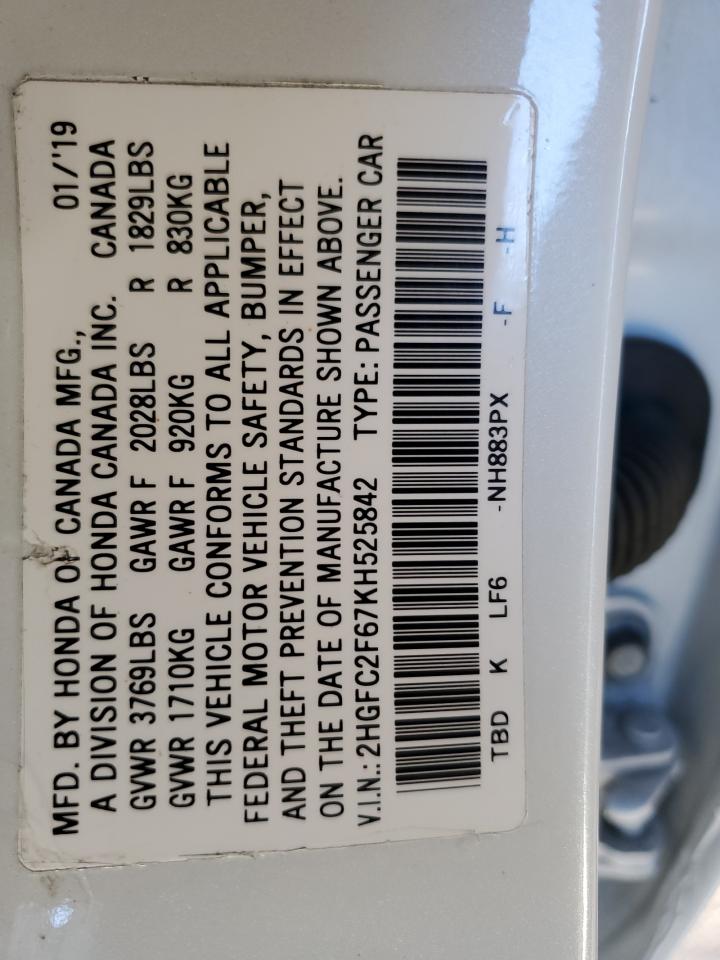 MFD. BY HONDA OF CANADA MFG., 01/'19
A DIVISION OF HONDA CANADA INC. CANADA
GVWR 3769LBS GAWR F 2028LBS R 1829LBS
GVWR 1710KG GAWR F 920KG R 830KG
THIS VEHICLE CONFORMS TO ALL APPLICABLE
FEDERAL MOTOR VEHICLE SAFETY, BUMPER,
AND THEFT PREVENTION STANDARDS IN EFFECT
ON THE DATE OF MANUFACTURE SHOWN ABOVE.
V.I.N.: 2HGFC2F67KH525842 TYPE: PASSENGER CAR
TBD K LF6 -NH883PX -F -H